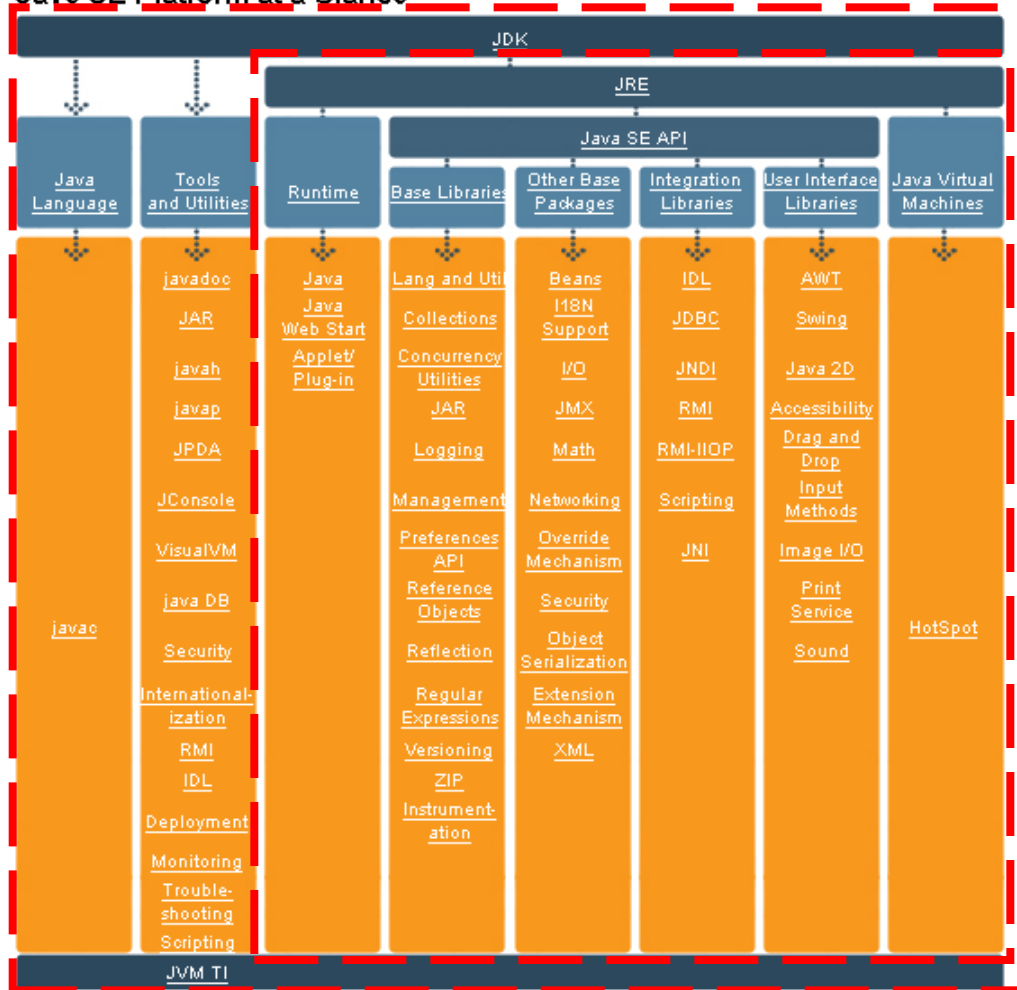 Java SE Platform at a Glance
JDK
JRE
Java SE API
Java
Language
Tools
and Utilities
Runtime
Base Libraries
Other Base
Packages
Integration
Libraries
User Interface
Libraries
Java Virtual
Machines
javac
javadoc
JAR
javah
javap
JPDA
JConsole
VisualVM
java DB
Security
International-
ization
RMI
IDL
Deployment
Monitoring
Trouble-
shooting
Scripting
Java
Java
Web Start
Applet/
Plug-in
Lang and Util
Collections
Concurrency
Utilities
JAR
Logging
Management
Preferences
API
Reference
Objects
Reflection
Regular
Expressions
Versioning
ZIP
Instrument-
ation
Beans
I18N
Support
I/O
JMX
Math
Networking
Override
Mechanism
Security
Object
Serialization
Extension
Mechanism
XML
IDL
JDBC
JNDI
RMI
RMI-IIOP
Scripting
JNI
AWT
Swing
Java 2D
Accessibility
Drag and
Drop
Input
Methods
Image I/O
Print
Service
Sound
HotSpot
JVM TI